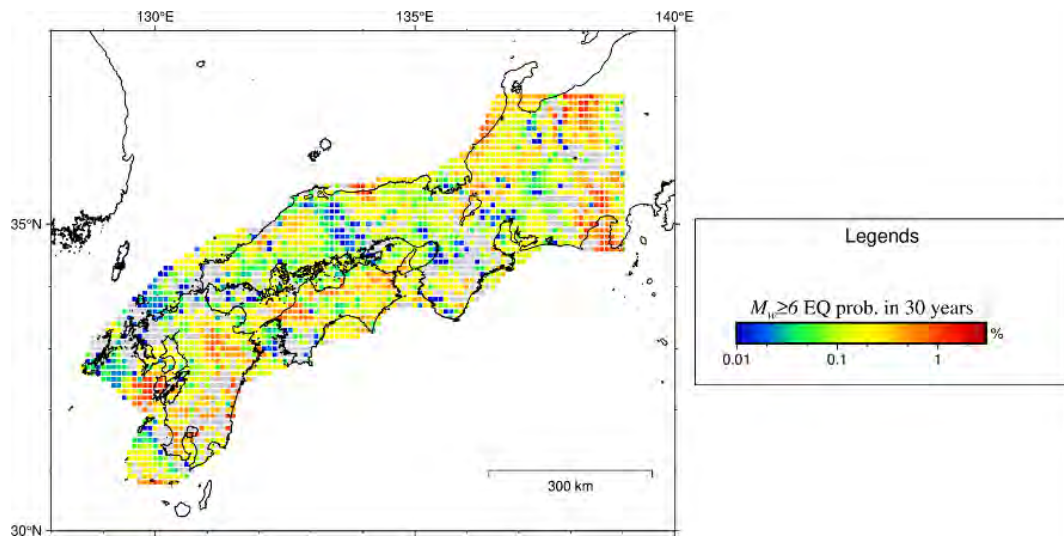 130°E 135°E 140°E
35°N
30°N
300 km
Legends
M_w≥6 EQ prob. in 30 years
%
0.01 0.1 1